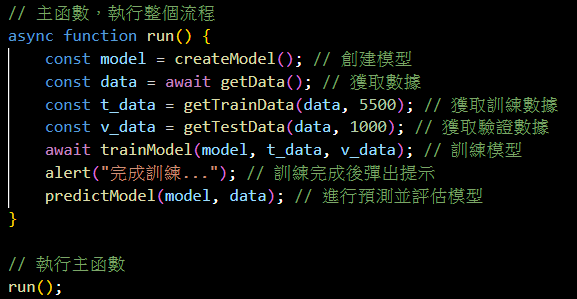 // 主函數，執行整個流程
async function run() {
    const model = createModel(); // 創建模型
    const data = await getData(); // 獲取數據
    const t_data = getTrainData(data, 5500); // 獲取訓練數據
    const v_data = getTestData(data, 1000); // 獲取驗證數據
    await trainModel(model, t_data, v_data); // 訓練模型
    alert("完成訓練..."); // 訓練完成後彈出提示
    predictModel(model, data); // 進行預測並評估模型
}
// 執行主函數
run();